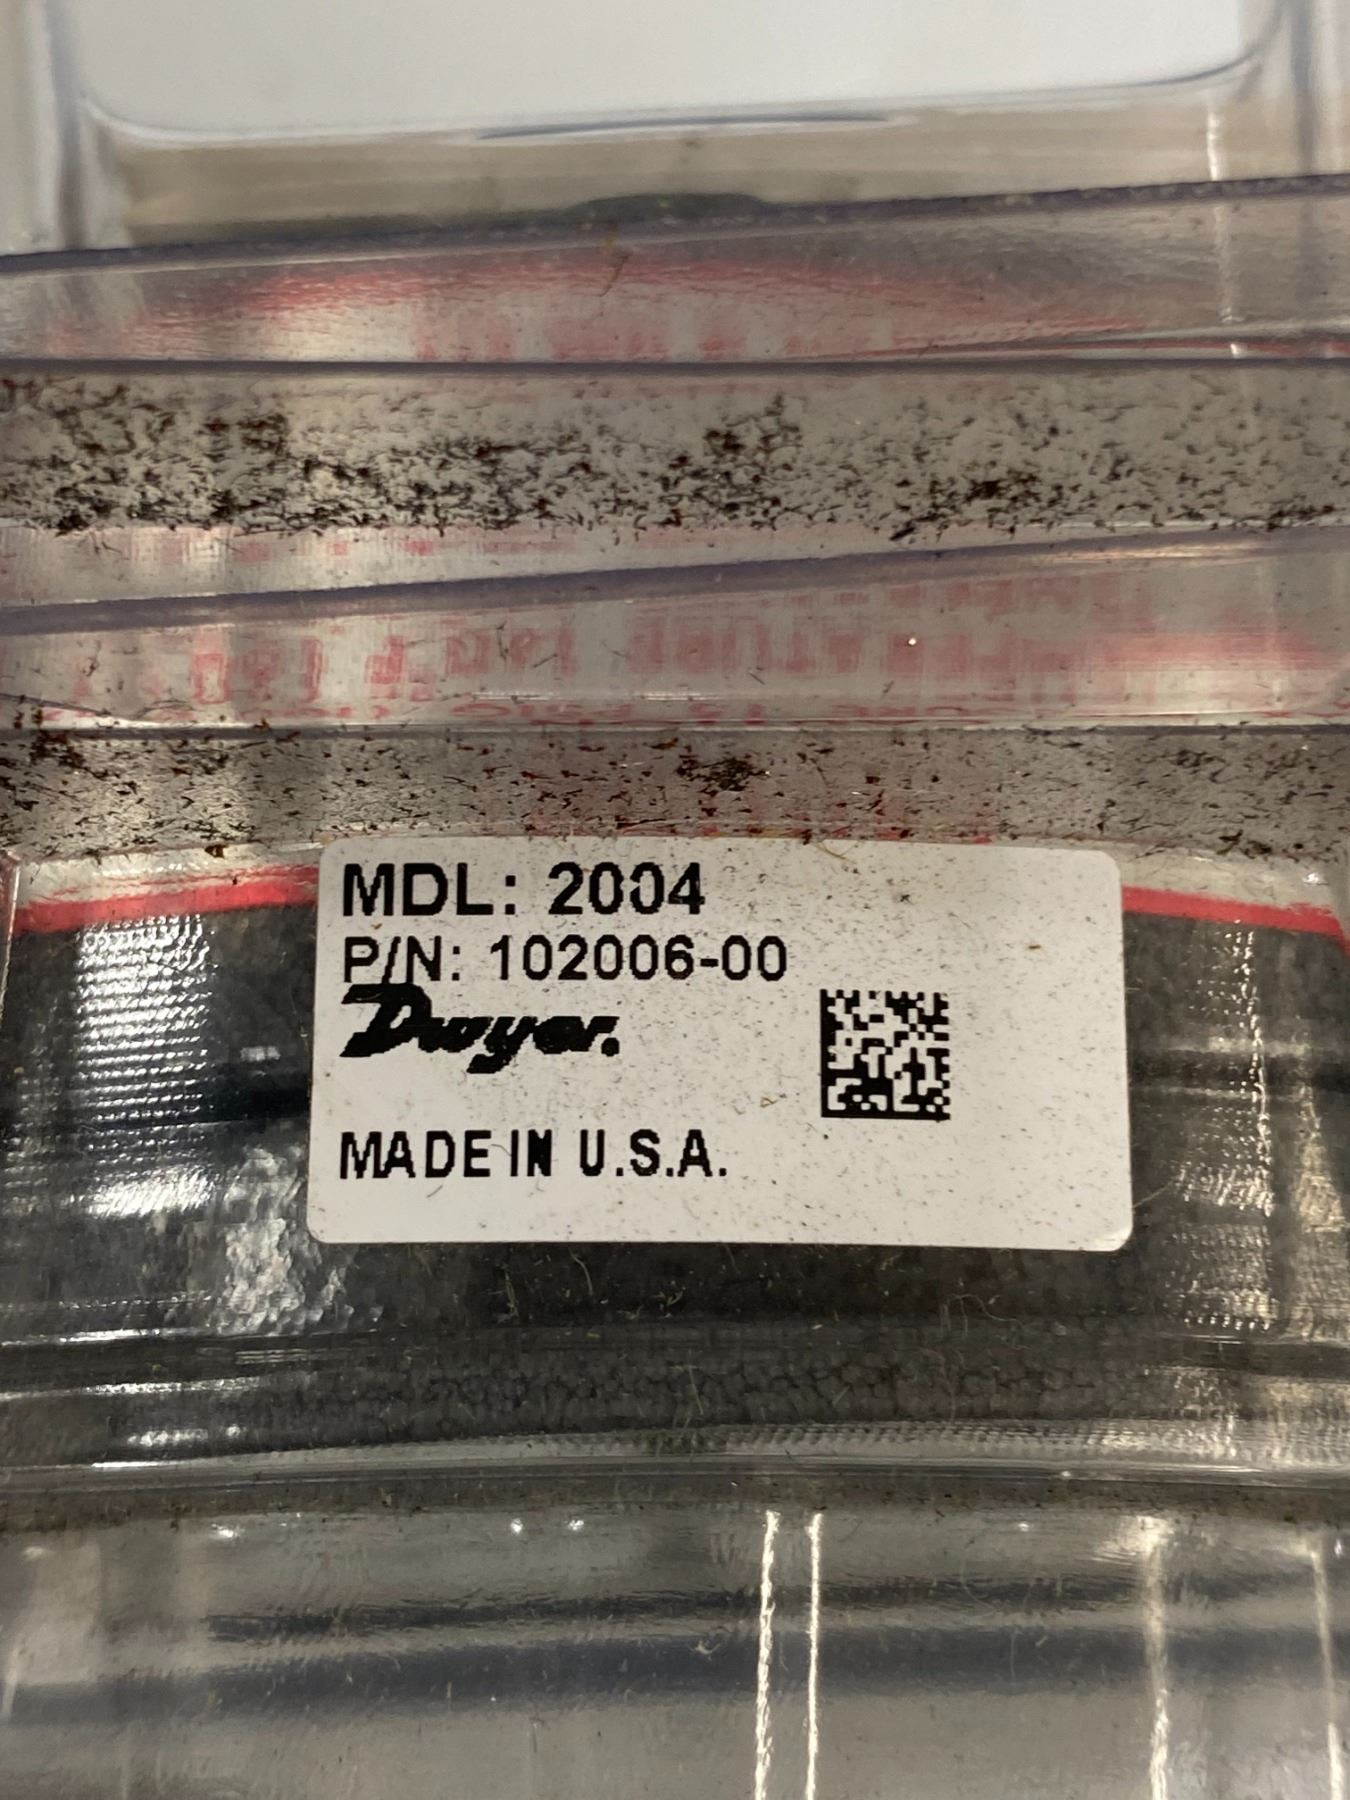 MDL: 2004
P/N: 102006-00
Dwyer.
MADE IN U.S.A.